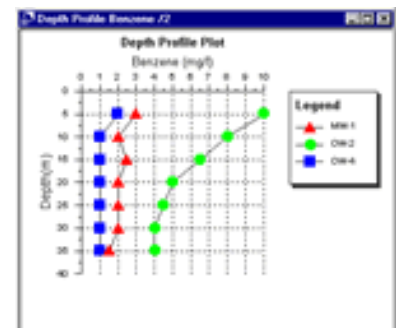 Depth Profile Benzene /2
Depth Profile Plot
Benzene (mg/l)
0 1 2 3 4 5 6 7 8 9 10
0
5
10
15
20
25
30
35
40
Depth(m)
Legend
MW-1
OW-2
OW-4